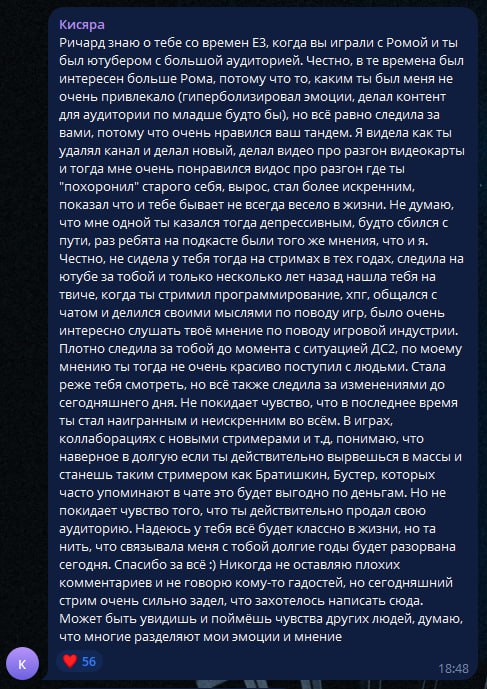 Кисяра
Ричард знаю о тебе со времен Е3, когда вы играли с Ромой и ты
был ютубером с большой аудиторией. Честно, в те времена был
интересен больше Рома, потому что то, каким ты был меня не
очень привлекало (гиперболизировал эмоции, делал контент
для аудитории по младше будто бы), но всё равно следила за
вами, потому что очень нравился ваш тандем. Я видела как ты
удалял канал и делал новый, делал видео про разгон видеокарты
и тогда мне очень понравился видос про разгон где ты
"похоронил" старого себя, вырос, стал более искренним,
показал что и тебе бывает не всегда весело в жизни. Не думаю,
что мне одной ты казался тогда депрессивным, будто сбился с
пути, раз ребята на подкасте были того же мнения, что и я.
Честно, не сидела у тебя тогда на стримах в тех годах, следила на
ютубе за тобой и только несколько лет назад нашла тебя на
твиче, когда ты стримил программирование, хпг, общался с
чатом и делился своими мыслями по поводу игр, было очень
интересно слушать твоё мнение по поводу игровой индустрии.
Плотно следила за тобой до момента с ситуацией ДС2, по моему
мнению ты тогда не очень красиво поступил с людьми. Стала
реже тебя смотреть, но всё также следила за изменениями до
сегодняшнего дня. Не покидает чувство, что в последнее время
ты стал наигранным и неискренним во всём. В играх,
коллаборациях с новыми стримерами и т.д, понимаю, что
наверное в долгую если ты действительно вырвешься в массы и
станешь таким стримером как Братишкин, Бустер, которых
часто упоминают в чате это будет выгодно по деньгам. Но не
покидает чувство того, что ты действительно продал свою
аудиторию. Надеюсь у тебя всё будет классно в жизни, но та
нить, что связывала меня с тобой долгие годы будет разорвана
сегодня. Спасибо за всё :) Никогда не оставляю плохих
комментариев и не говорю кому-то гадостей, но сегодняшний
стрим очень сильно задел, что захотелось написать сюда.
Может быть увидишь и поймёшь чувства других людей, думаю,
что многие разделяют мои эмоции и мнение
К
56
18:48